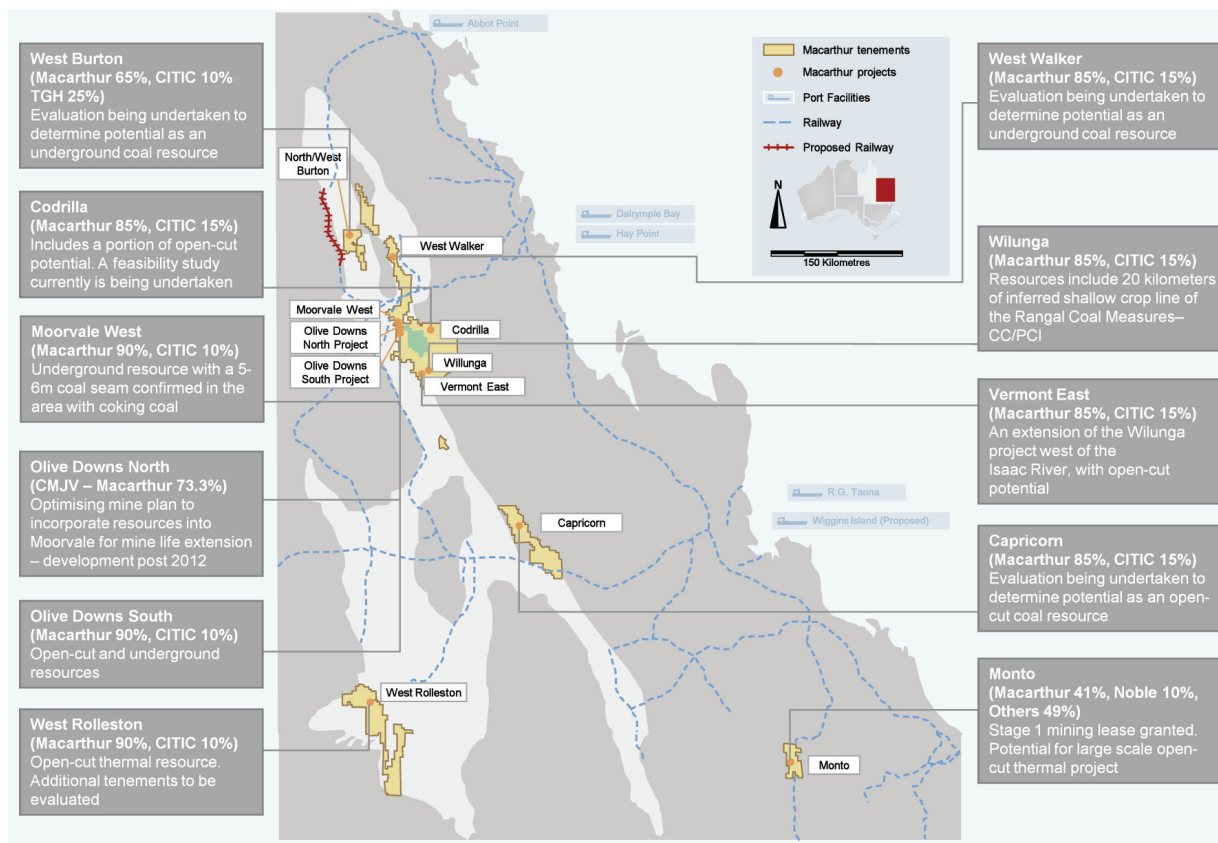 Abbot Point
West Burton
(Macarthur 65%, CITIC 10%
TGH 25%)
Evaluation being undertaken to
determine potential as an
underground coal resource
Codrilla
(Macarthur 85%, CITIC 15%)
Includes a portion of open-cut
potential. A feasibility study
currently is being undertaken
Moorvale West
(Macarthur 90%, CITIC 10%)
Underground resource with a 5-
6m coal seam confirmed in the
area with coking coal
Olive Downs North
(CMJV – Macarthur 73.3%)
Optimising mine plan to
incorporate resources into
Moorvale for mine life extension
– development post 2012
Olive Downs South
(Macarthur 90%, CITIC 10%)
Open-cut and underground
resources
West Rolleston
(Macarthur 90%, CITIC 10%)
Open-cut thermal resource.
Additional tenements to be
evaluated
North/West
Burton
West Walker
Moorvale West
Olive Downs
North Project
Olive Downs
South Project
Codrilla
Willunga
Vermont East
Capricorn
West Rolleston
Monto
Dalrymple Bay
Hay Point
R.G. Tanna
Wiggins Island (Proposed)
Macarthur tenements
Macarthur projects
Port Facilities
Railway
Proposed Railway
N
150 Kilometres
West Walker
(Macarthur 85%, CITIC 15%)
Evaluation being undertaken to
determine potential as an
underground coal resource
Wilunga
(Macarthur 85%, CITIC 15%)
Resources include 20 kilometers
of inferred shallow crop line of
the Rangal Coal Measures–
CC/PCI
Vermont East
(Macarthur 85%, CITIC 15%)
An extension of the Wilunga
project west of the
Isaac River, with open-cut
potential
Capricorn
(Macarthur 85%, CITIC 15%)
Evaluation being undertaken to
determine potential as an open-
cut coal resource
Monto
(Macarthur 41%, Noble 10%,
Others 49%)
Stage 1 mining lease granted.
Potential for large scale open-
cut thermal project